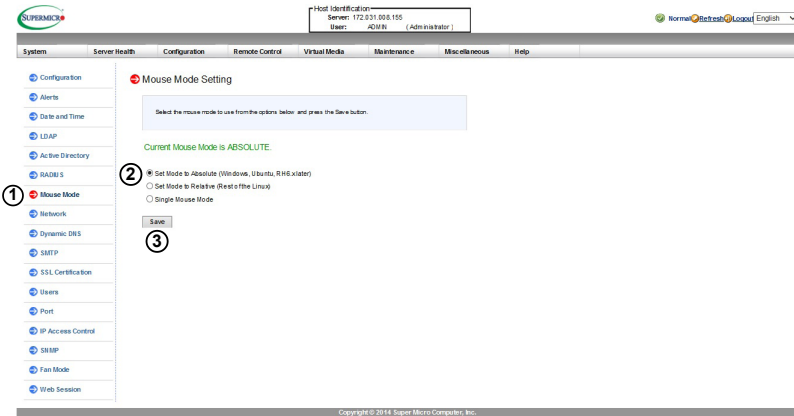 SUPERMICRO
Host Identification
Server: 172.031.008.155
User: ADMIN (Administrator)
Normal Refresh Logout English
System Server Health Configuration Remote Control Virtual Media Maintenance Miscellaneous Help
Configuration
Alerts
Date and Time
LDAP
Active Directory
RADIUS
1 Mouse Mode
Network
Dynamic DNS
SMTP
SSL Certification
Users
Port
IP Access Control
SNMP
Fan Mode
Web Session
Mouse Mode Setting
Select the mouse mode to use from the options below and press the Save button.
Current Mouse Mode is ABSOLUTE.
2 Set Mode to Absolute (Windows, Ubuntu, RH6.x later)
Set Mode to Relative (Rest of the Linux)
Single Mouse Mode
Save
3
Copyright © 2014 Super Micro Computer, Inc.